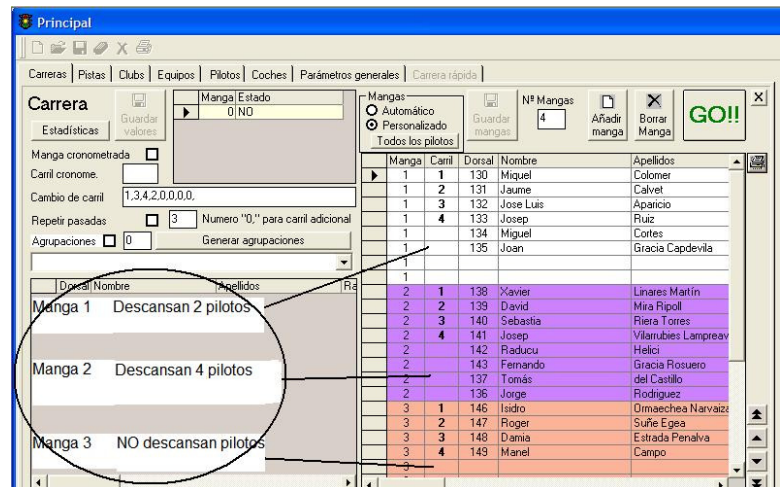 Principal
Carreras Pistas Clubs Equipos Pilotos Coches Parámetros generales Carrera rápida
Carrera
Estadísticas
Guardar valores
Manga Estado
0 NO
Manga cronometrada
Carril cronome.
Cambio de carril 1,3,4,2,0,0,0,0,
Repetir pasadas 3 Numero "0," para carril adicional
Agrupaciones 0 Generar agrupaciones
Dorsal Nombre Apellidos Ra
Manga 1 Descansan 2 pilotos
Manga 2 Descansan 4 pilotos
Manga 3 NO descansan pilotos
Mangas
Automático
Personalizado
Todos los pilotos
Guardar mangas
Nº Mangas
4
Añadir manga
Borrar Manga
GO!!
Manga Carril Dorsal Nombre Apellidos
1 1 130 Miquel Colomer
1 2 131 Jaume Calvet
1 3 132 Jose Luis Aparicio
1 4 133 Josep Ruiz
1 134 Miguel Cortes
1 135 Joan Gracia Capdevila
1
1
2 1 138 Xavier Linares Martín
2 2 139 David Mira Ripoll
2 3 140 Sebastia Riera Torres
2 4 141 Josep Vilarrubies Lampreav
2 142 Raducu Helici
2 143 Fernando Gracia Rosuero
2 137 Tomás del Castillo
2 136 Jorge Rodriguez
3 1 146 Isidro Ormaechea Narvaiza
3 2 147 Roger Suñe Egea
3 3 148 Damia Estrada Penalva
3 4 149 Manel Campo
3